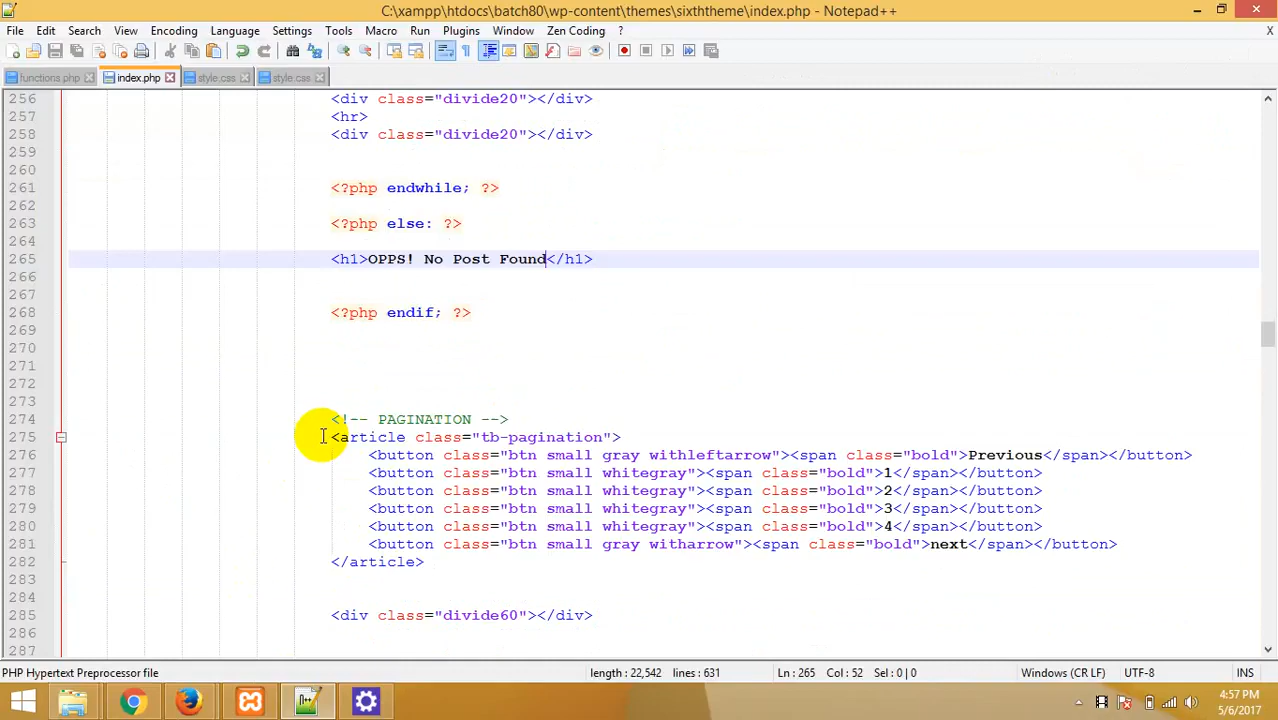 C:\xampp\htdocs\batch80\wp-content\themes\sixththeme\index.php - Notepad++
File Edit Search View Encoding Language Settings Tools Macro Run Plugins Window Zen Coding ? X
functions.php index.php style.css style.css
256 <div class="divide20"></div>
257 <hr>
258 <div class="divide20"></div>
259
260
261 <?php endwhile; ?>
262
263 <?php else: ?>
264
265 <h1>OPPS! No Post Found</h1>
266
267
268 <?php endif; ?>
269
270
271
272
273
274 <!-- PAGINATION -->
275 <article class="tb-pagination">
276 <button class="btn small gray withleftarrow"><span class="bold">Previous</span></button>
277 <button class="btn small whitegray"><span class="bold">1</span></button>
278 <button class="btn small whitegray"><span class="bold">2</span></button>
279 <button class="btn small whitegray"><span class="bold">3</span></button>
280 <button class="btn small whitegray"><span class="bold">4</span></button>
281 <button class="btn small gray witharrow"><span class="bold">next</span></button>
282 </article>
283
284
285 <div class="divide60"></div>
286
287
PHP Hypertext Preprocessor file length : 22,542 lines : 631 Ln : 265 Col : 52 Sel : 0 | 0 Windows (CR LF) UTF-8 INS
4:57 PM
5/6/2017